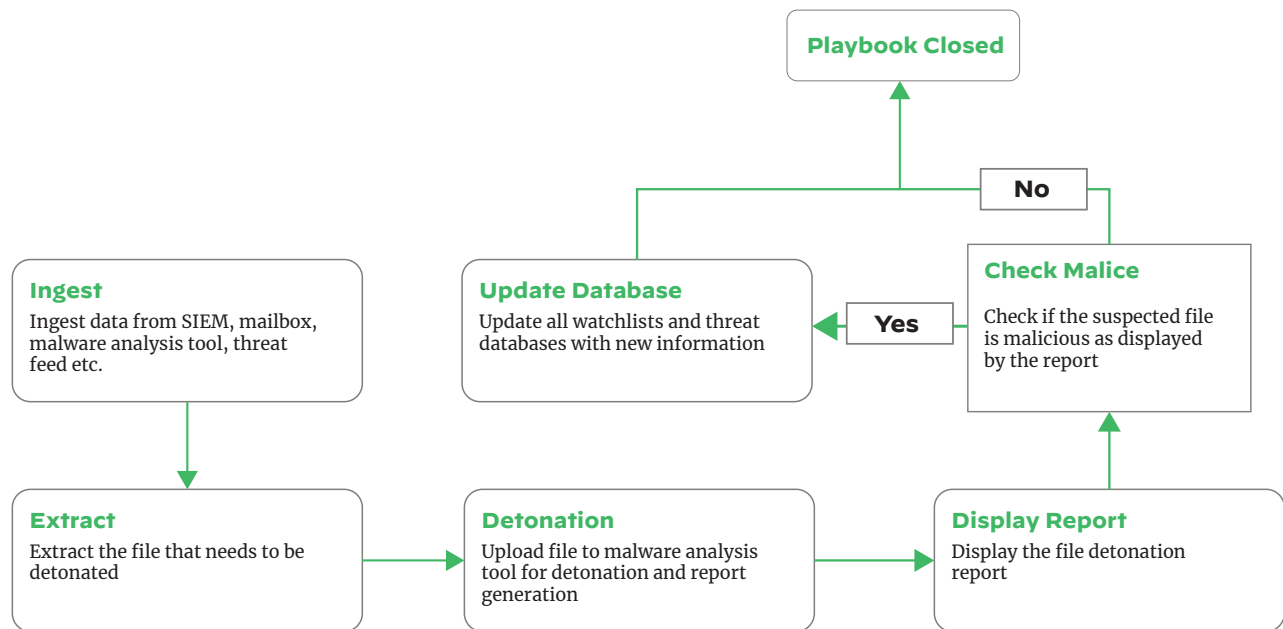 Playbook Closed
No
Ingest
Ingest data from SIEM, mailbox,
malware analysis tool, threat
feed etc.
Update Database
Update all watchlists and threat
databases with new information
Yes
Check Malice
Check if the suspected file
is malicious as displayed
by the report
Extract
Extract the file that needs to be
detonated
Detonation
Upload file to malware analysis
tool for detonation and report
generation
Display Report
Display the file detonation
report